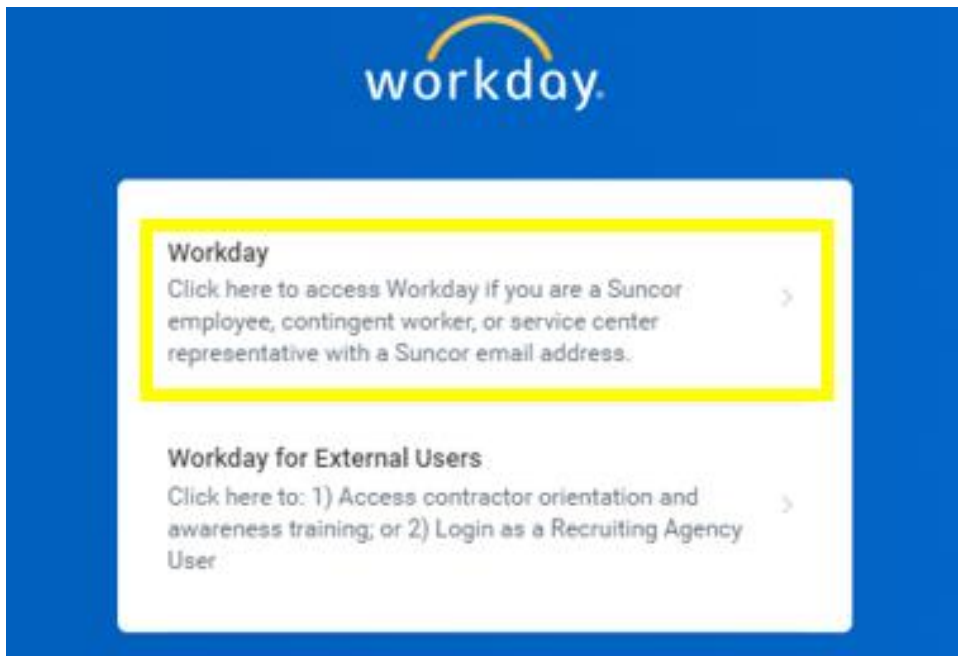 workday.
Workday
Click here to access Workday if you are a Suncor
employee, contingent worker, or service center
representative with a Suncor email address.
Workday for External Users
Click here to: 1) Access contractor orientation and
awareness training; or 2) Login as a Recruiting Agency
User